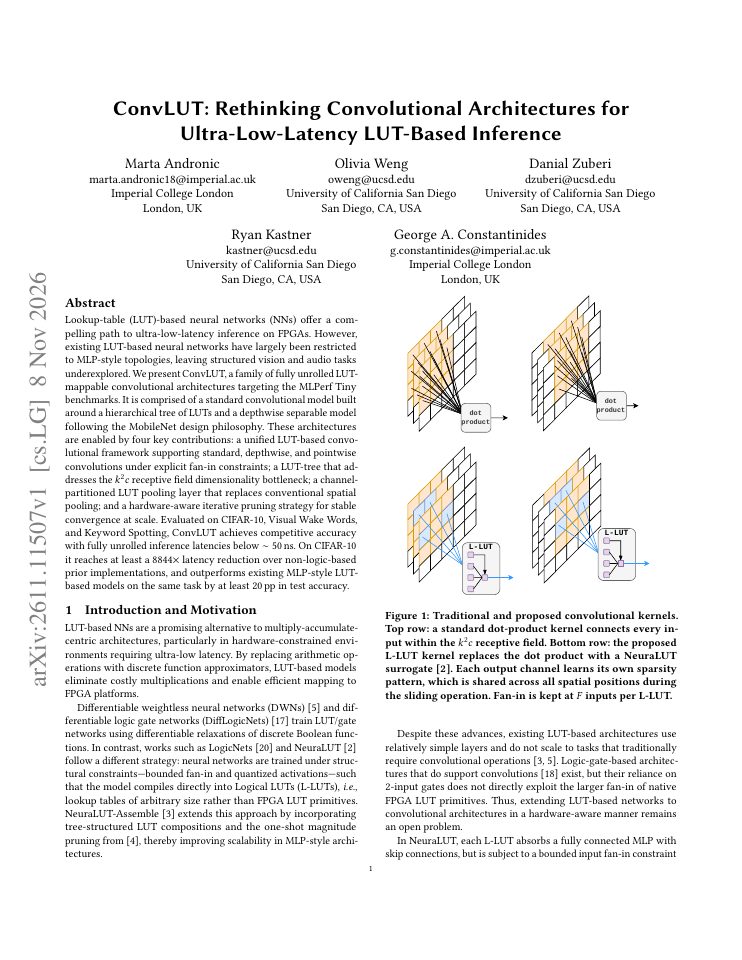 ConvLUT: Rethinking Convolutional Architectures for
Ultra-Low-Latency LUT-Based Inference
Marta Andronic
marta.andronic18@imperial.ac.uk
Imperial College London
London, UK
Olivia Weng
oweng@ucsd.edu
University of California San Diego
San Diego, CA, USA
Danial Zuberi
dzuberi@ucsd.edu
University of California San Diego
San Diego, CA, USA
Ryan Kastner
kastner@ucsd.edu
University of California San Diego
San Diego, CA, USA
George A. Constantinides
g.constantinides@imperial.ac.uk
Imperial College London
London, UK
arXiv:2611.11507v1 [cs.LG] 8 Nov 2026
Abstract
Lookup-table (LUT)-based neural networks (NNs) offer a com-
pelling path to ultra-low-latency inference on FPGAs. However,
existing LUT-based neural networks have largely been restricted
to MLP-style topologies, leaving structured vision and audio tasks
underexplored. We present ConvLUT, a family of fully unrolled LUT-
mappable convolutional architectures targeting the MLPerf Tiny
benchmarks. It is comprised of a standard convolutional model built
around a hierarchical tree of LUTs and a depthwise separable model
following the MobileNet design philosophy. These architectures
are enabled by four key contributions: a unified LUT-based convo-
lutional framework supporting standard, depthwise, and pointwise
convolutions under explicit fan-in constraints; a LUT-tree that ad-
dresses the k²c receptive field dimensionality bottleneck; a channel-
partitioned LUT pooling layer that replaces conventional spatial
pooling; and a hardware-aware iterative pruning strategy for stable
convergence at scale. Evaluated on CIFAR-10, Visual Wake Words,
and Keyword Spotting, ConvLUT achieves competitive accuracy
with fully unrolled inference latencies below ~ 50 ns. On CIFAR-10
it reaches at least a 8844× latency reduction over non-logic-based
prior implementations, and outperforms existing MLP-style LUT-
based models on the same task by at least 20 pp in test accuracy.
1 Introduction and Motivation
LUT-based NNs are a promising alternative to multiply-accumulate-
centric architectures, particularly in hardware-constrained envi-
ronments requiring ultra-low latency. By replacing arithmetic op-
erations with discrete function approximators, LUT-based models
eliminate costly multiplications and enable efficient mapping to
FPGA platforms.
Differentiable weightless neural networks (DWNs) [5] and dif-
ferentiable logic gate networks (DiffLogicNets) [17] train LUT/gate
networks using differentiable relaxations of discrete Boolean func-
tions. In contrast, works such as LogicNets [20] and NeuraLUT [2]
follow a different strategy: neural networks are trained under struc-
tural constraints—bounded fan-in and quantized activations—such
that the model compiles directly into Logical LUTs (L-LUTs), i.e.,
lookup tables of arbitrary size rather than FPGA LUT primitives.
NeuraLUT-Assemble [3] extends this approach by incorporating
tree-structured LUT compositions and the one-shot magnitude
pruning from [4], thereby improving scalability in MLP-style archi-
tectures.
dot
product
dot
product
L-LUT
L-LUT
Figure 1: Traditional and proposed convolutional kernels.
Top row: a standard dot-product kernel connects every in-
put within the k²c receptive field. Bottom row: the proposed
L-LUT kernel replaces the dot product with a NeuraLUT
surrogate [2]. Each output channel learns its own sparsity
pattern, which is shared across all spatial positions during
the sliding operation. Fan-in is kept at F inputs per L-LUT.
Despite these advances, existing LUT-based architectures use
relatively simple layers and do not scale to tasks that traditionally
require convolutional operations [3, 5]. Logic-gate-based architec-
tures that do support convolutions [18] exist, but their reliance on
2-input gates does not directly exploit the larger fan-in of native
FPGA LUT primitives. Thus, extending LUT-based networks to
convolutional architectures in a hardware-aware manner remains
an open problem.
In NeuraLUT, each L-LUT absorbs a fully connected MLP with
skip connections, but is subject to a bounded input fan-in constraint
1